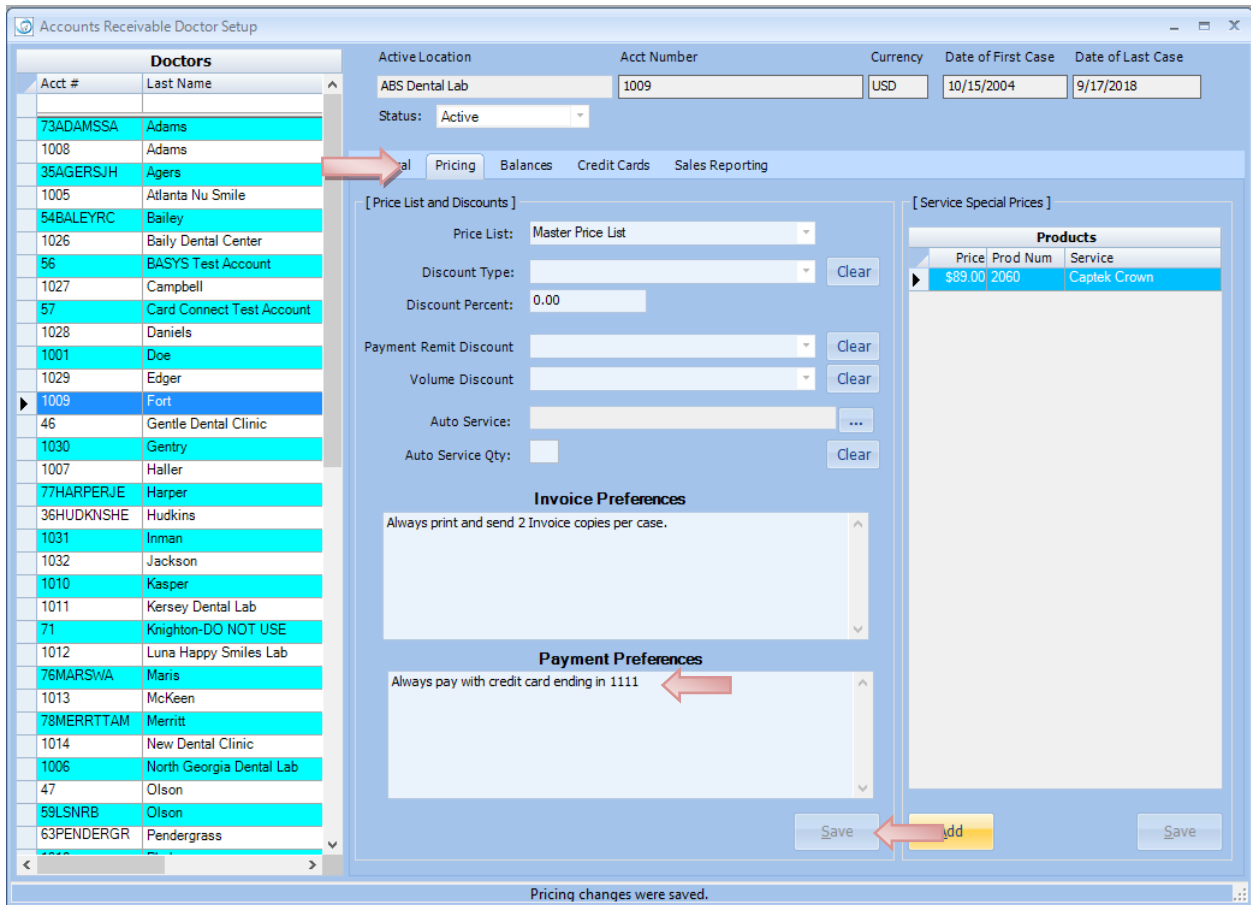 Accounts Receivable Doctor Setup
Doctors
Acct # Last Name
73ADAMSSA Adams
1008 Adams
35AGERSJH Agers
1005 Atlanta Nu Smile
54BALEYRC Bailey
1026 Baily Dental Center
56 BASYS Test Account
1027 Campbell
57 Card Connect Test Account
1028 Daniels
1001 Doe
1029 Edger
1009 Fort
46 Gentle Dental Clinic
1030 Gentry
1007 Haller
77HARPERJE Harper
36HUDKNSHE Hudkins
1031 Inman
1032 Jackson
1010 Kasper
1011 Kersey Dental Lab
71 Knighton-DO NOT USE
1012 Luna Happy Smiles Lab
76MARSWA Maris
1013 McKeen
78MERRTTAM Merritt
1014 New Dental Clinic
1006 North Georgia Dental Lab
47 Olson
59LSNRB Olson
63PENDERGR Pendergrass
Active Location Acct Number Currency Date of First Case Date of Last Case
ABS Dental Lab 1009 USD 10/15/2004 9/17/2018
Status: Active
Pricing Balances Credit Cards Sales Reporting
[ Price List and Discounts ]
Price List: Master Price List
Discount Type: Clear
Discount Percent: 0.00
Payment Remit Discount Clear
Volume Discount Clear
Auto Service: ...
Auto Service Qty: Clear
Invoice Preferences
Always print and send 2 Invoice copies per case.
Payment Preferences
Always pay with credit card ending in 1111
Save
[ Service Special Prices ]
Products
Price Prod Num Service
$89.00 2060 Captek Crown
Add Save
Pricing changes were saved.